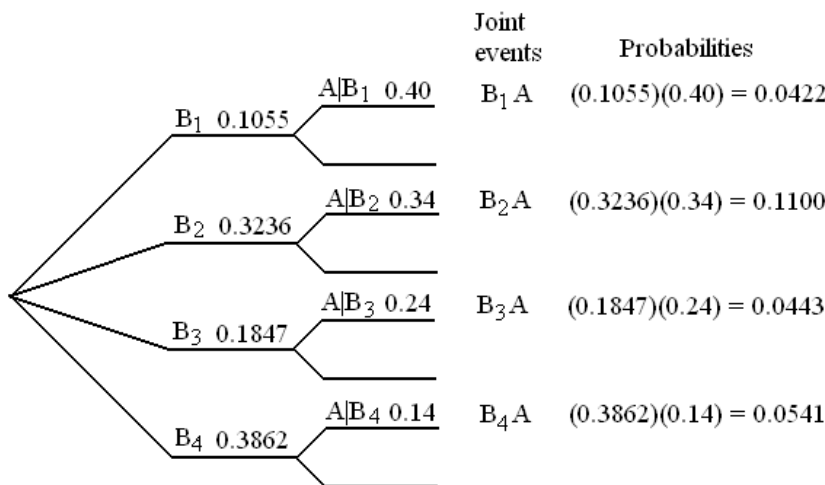 Joint
events Probabilities
A|B1 0.40 B1A (0.1055)(0.40) = 0.0422
B1 0.1055
A|B2 0.34 B2A (0.3236)(0.34) = 0.1100
B2 0.3236
A|B3 0.24 B3A (0.1847)(0.24) = 0.0443
B3 0.1847
A|B4 0.14 B4A (0.3862)(0.14) = 0.0541
B4 0.3862